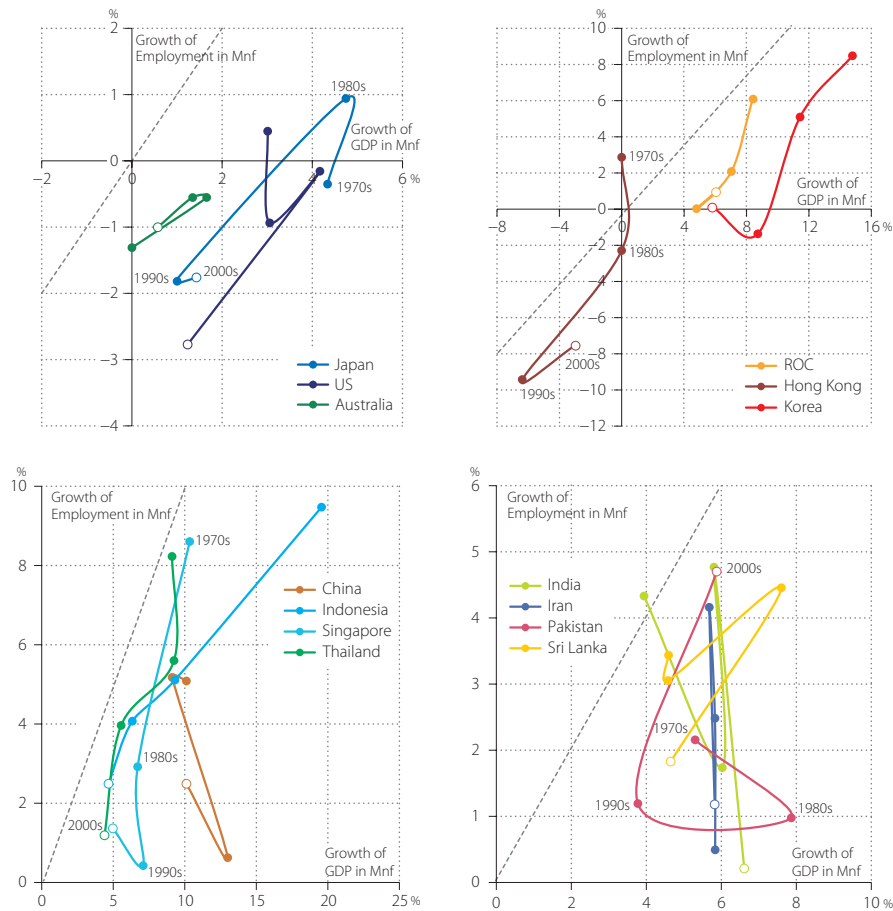 %
2
Growth of
Employment in Mnf
1980s
1
Growth of
GDP in Mnf
−2
0
0
2
4
6 %
1970s
−1
1990s
2000s
−2
−3
−4
Japan
US
Australia
%
10
Growth of
Employment in Mnf
8
6
4
1970s
2
Growth of
GDP in Mnf
−8
−4
0
0
4
8
12
16 %
−2
1980s
−4
−6
−8
2000s
1990s
−10
−12
ROC
Hong Kong
Korea
%
10
Growth of
Employment in Mnf
1970s
8
China
Indonesia
Singapore
Thailand
6
4
1980s
2
2000s
1990s
Growth of
GDP in Mnf
0
0
5
10
15
20
25 %
%
6
Growth of
Employment in Mnf
5
2000s
India
Iran
Pakistan
Sri Lanka
4
3
1970s
2
1990s
1980s
1
Growth of
GDP in Mnf
0
0
2
4
6
8
10 %